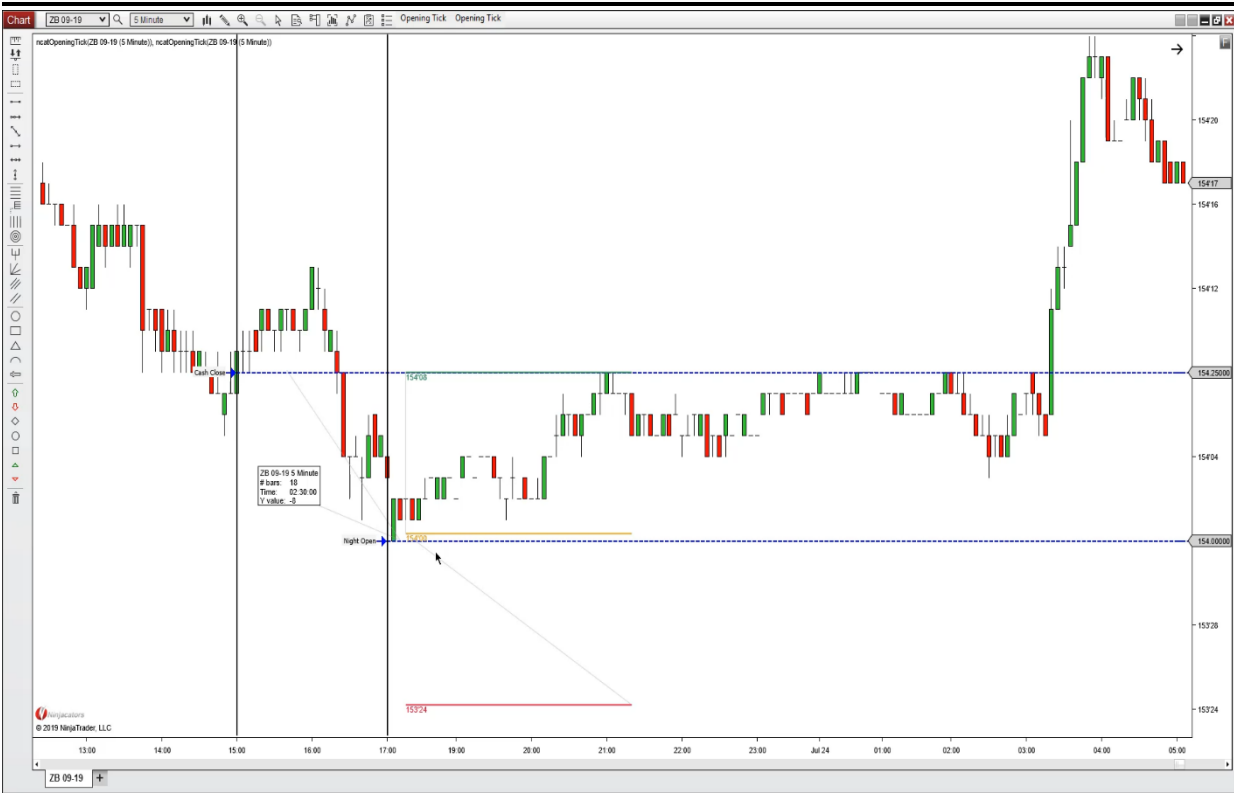 Chart ZB 09-19 5 Minute Opening Tick Opening Tick
ncatOpeningTick(ZB 09-19 (5 Minute)), ncatOpeningTick(ZB 09-19 (5 Minute))
F
154'20
154'17
154'16
154'12
Cash Close
154'08
154.25000
154'04
ZB 09-19 5 Minute
# bars: 18
Time: 02:30:00
Y value: -8
Night Open
154'00
154.00000
153'28
153'24
153'24
Ninjacators
© 2019 NinjaTrader, LLC
13:00 14:00 15:00 16:00 17:00 19:00 20:00 21:00 22:00 23:00 Jul 24 01:00 02:00 03:00 04:00 05:00
ZB 09-19 +